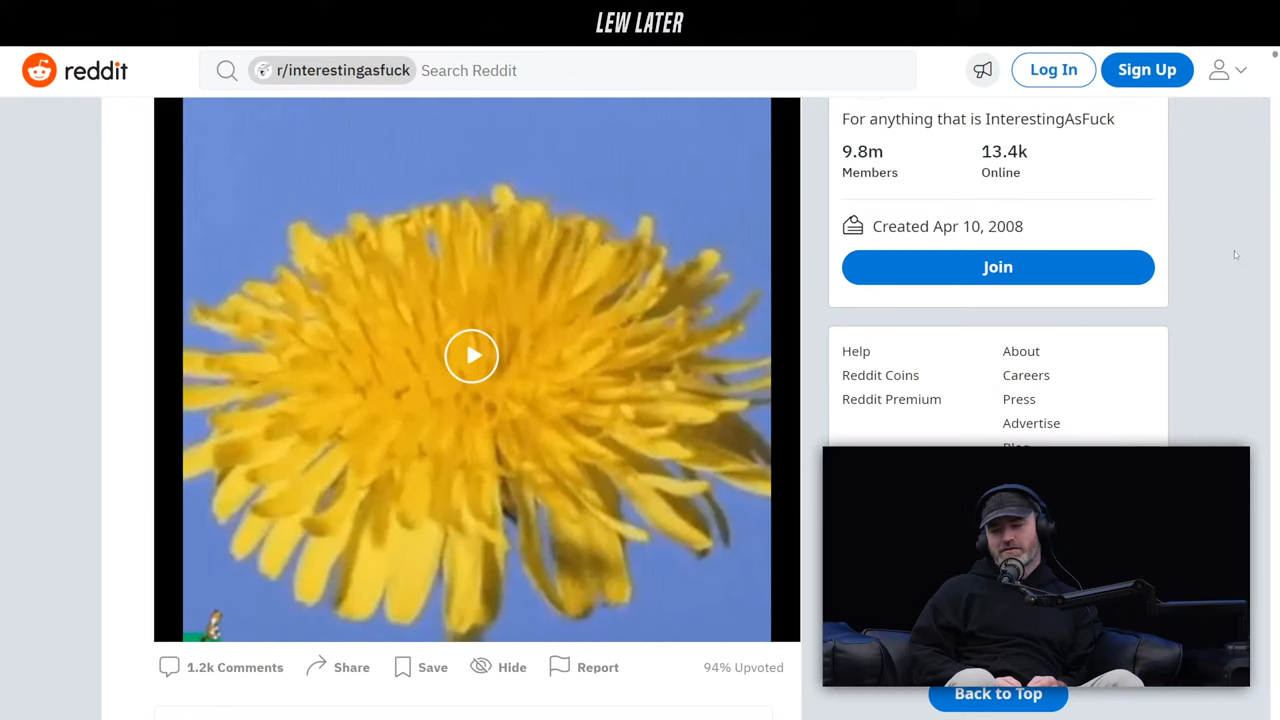 LEW LATER
reddit
r/interestingasfuck
Search Reddit
Log In
Sign Up
For anything that is InterestingAsFuck
9.8m
13.4k
Members
Online
Created Apr 10, 2008
Join
Help
About
Reddit Coins
Careers
Reddit Premium
Press
Advertise
1.2k Comments
Share
Save
Hide
Report
94% Upvoted
Back to Top